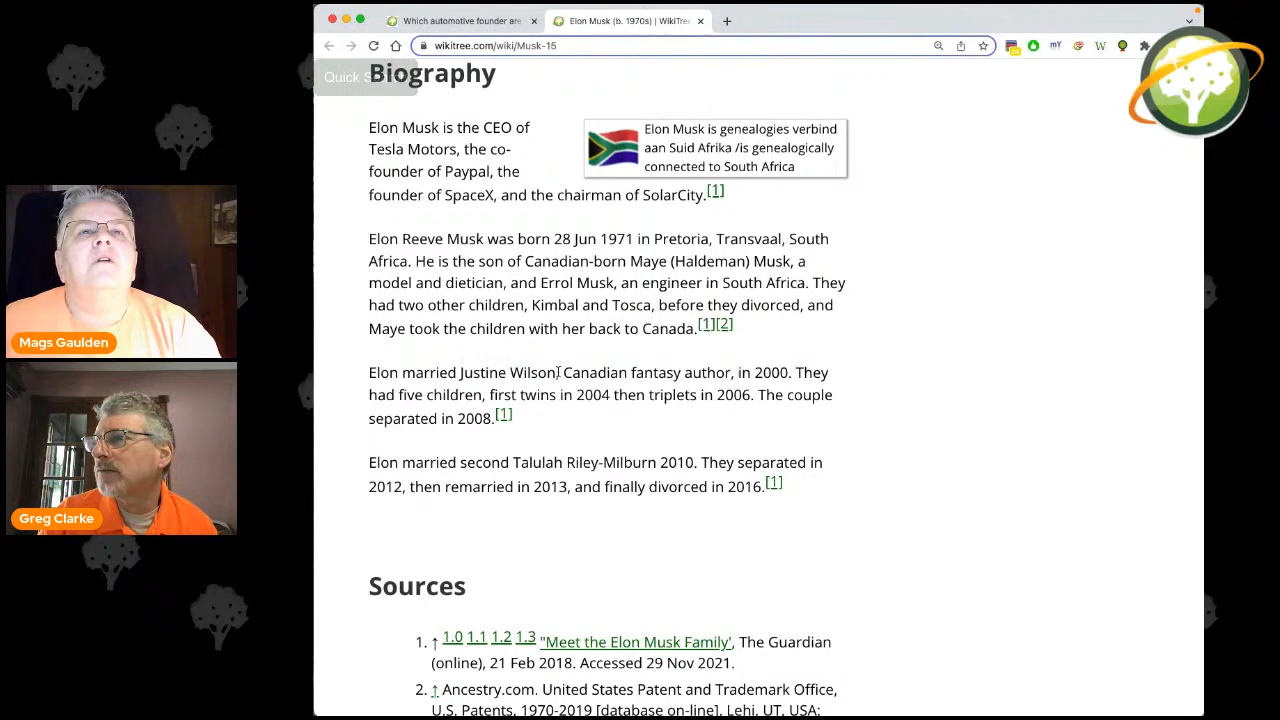 Which automotive founder are
Elon Musk (b. 1970s) | WikiTre
wikitree.com/wiki/Musk-15
Quick
Biography
Elon Musk is the CEO of
Tesla Motors, the co-
founder of Paypal, the
founder of SpaceX, and the chairman of SolarCity.[1]
Elon Musk is genealogies verbind
aan Suid Afrika /is genealogically
connected to South Africa
Elon Reeve Musk was born 28 Jun 1971 in Pretoria, Transvaal, South
Africa. He is the son of Canadian-born Maye (Haldeman) Musk, a
model and dietician, and Errol Musk, an engineer in South Africa. They
had two other children, Kimbal and Tosca, before they divorced, and
Maye took the children with her back to Canada.[1][2]
Elon married Justine Wilson, Canadian fantasy author, in 2000. They
had five children, first twins in 2004 then triplets in 2006. The couple
separated in 2008.[1]
Elon married second Talulah Riley-Milburn 2010. They separated in
2012, then remarried in 2013, and finally divorced in 2016.[1]
Sources
1. ↑ 1.0 1.1 1.2 1.3 "Meet the Elon Musk Family', The Guardian
(online), 21 Feb 2018. Accessed 29 Nov 2021.
2. ↑ Ancestry.com. United States Patent and Trademark Office,
U.S. Patents, 1970-2019 [database on-line], Lehi, UT, USA:
Mags Gaulden
Greg Clarke